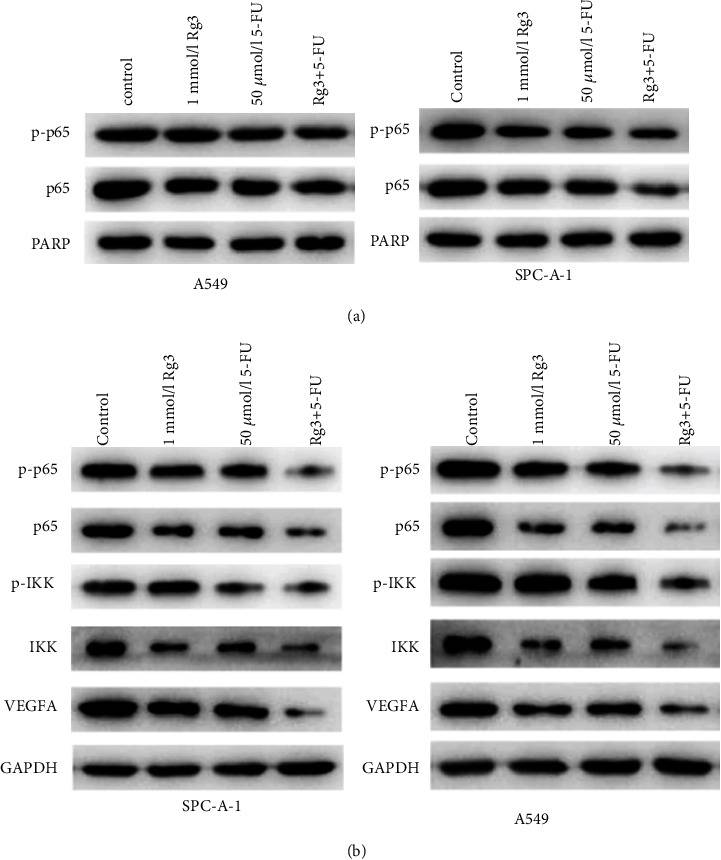 control
1 mmol/l Rg3
50 μmol/l 5-FU
Rg3+5-FU
p-p65
p65
PARP
A549
Control
1 mmol/l Rg3
50 μmol/l 5-FU
Rg3+5-FU
p-p65
p65
PARP
SPC-A-1
(a)
Control
1 mmol/l Rg3
50 μmol/l 5-FU
Rg3+5-FU
p-p65
p65
p-IKK
IKK
VEGFA
GAPDH
SPC-A-1
Control
1 mmol/l Rg3
50 μmol/l 5-FU
Rg3+5-FU
p-p65
p65
p-IKK
IKK
VEGFA
GAPDH
A549
(b)